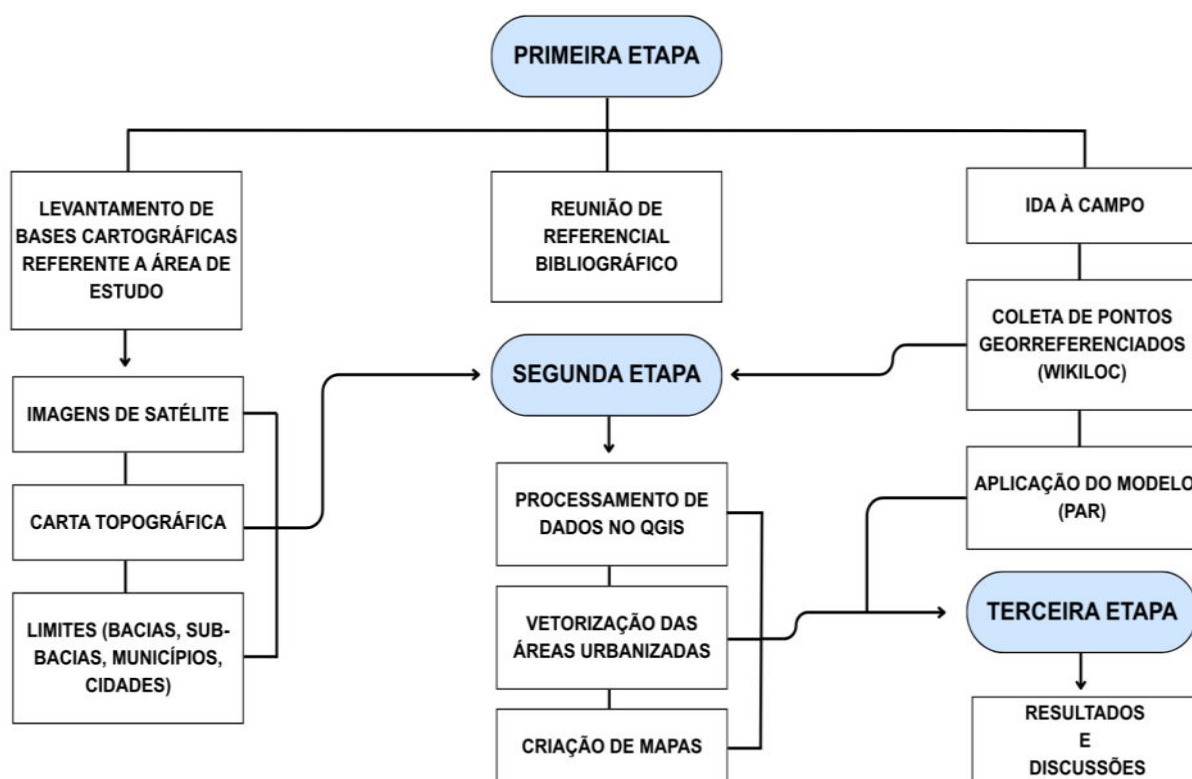 PRIMEIRA ETAPA
LEVANTAMENTO DE
BASES CARTOGRÁFICAS
REFERENTE A ÁREA DE
ESTUDO
REUNIÃO DE
REFERENCIAL
BIBLIOGRÁFICO
IDA À CAMPO
COLETA DE PONTOS
GEORREFERENCIADOS
(WIKILOC)
SEGUNDA ETAPA
IMAGENS DE SATÉLITE
CARTA TOPOGRÁFICA
LIMITES (BACIAS, SUB-
BACIAS, MUNICÍPIOS,
CIDADES)
PROCESSAMENTO DE
DADOS NO QGIS
VETORIZAÇÃO DAS
ÁREAS URBANIZADAS
CRIAÇÃO DE MAPAS
APLICAÇÃO DO MODELO
(PAR)
TERCEIRA ETAPA
RESULTADOS
E
DISCUSSÕES